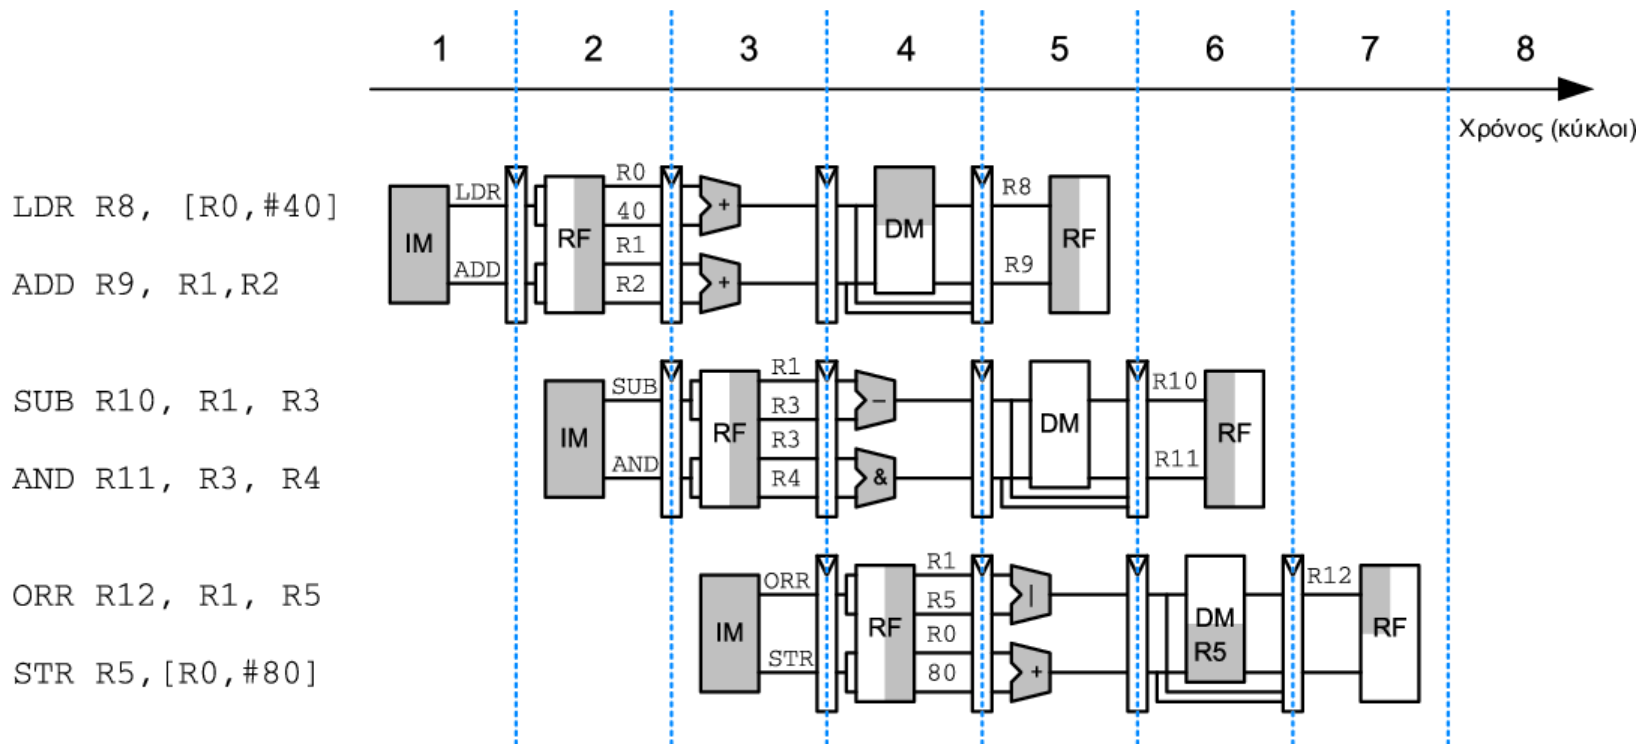 1 2 3 4 5 6 7 8
Χρόνος (κύκλοι)
LDR R8, [R0,#40]
ADD R9, R1,R2
IM LDR ADD RF R0 40 R1 R2 + + DM R8 R9 RF
SUB R10, R1, R3
AND R11, R3, R4
IM SUB AND RF R1 R3 R3 R4 - & DM R10 R11 RF
ORR R12, R1, R5
STR R5,[R0,#80]
IM ORR STR RF R1 R5 R0 80 | + DM R5 R12 RF